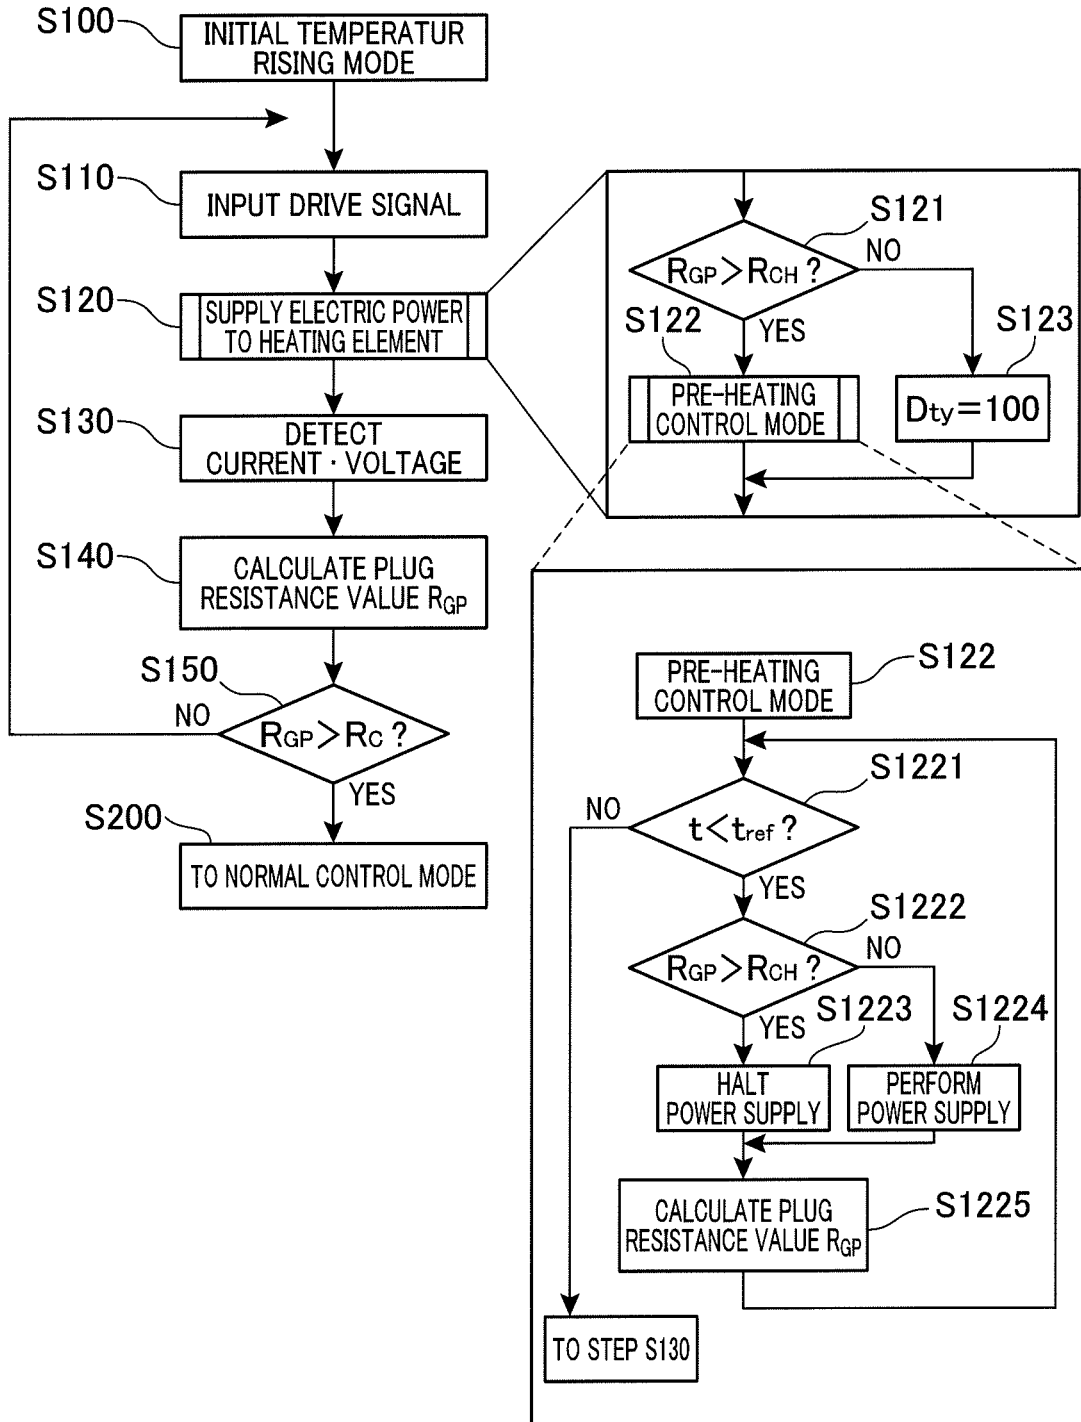 S100
INITIAL TEMPERATUR
RISING MODE
S110
INPUT DRIVE SIGNAL
S120
SUPPLY ELECTRIC POWER
TO HEATING ELEMENT
S130
DETECT
CURRENT · VOLTAGE
S140
CALCULATE PLUG
RESISTANCE VALUE RGP
S150
NO
RGP > RC ?
YES
S200
TO NORMAL CONTROL MODE
S121
RGP > RCH ?
NO
S122
YES
S123
PRE-HEATING
CONTROL MODE
Dty=100
PRE-HEATING
CONTROL MODE
S122
S1221
NO
t < tref ?
YES
S1222
RGP > RCH ?
NO
YES
S1223
S1224
HALT
POWER SUPPLY
PERFORM
POWER SUPPLY
S1225
CALCULATE PLUG
RESISTANCE VALUE RGP
TO STEP S130